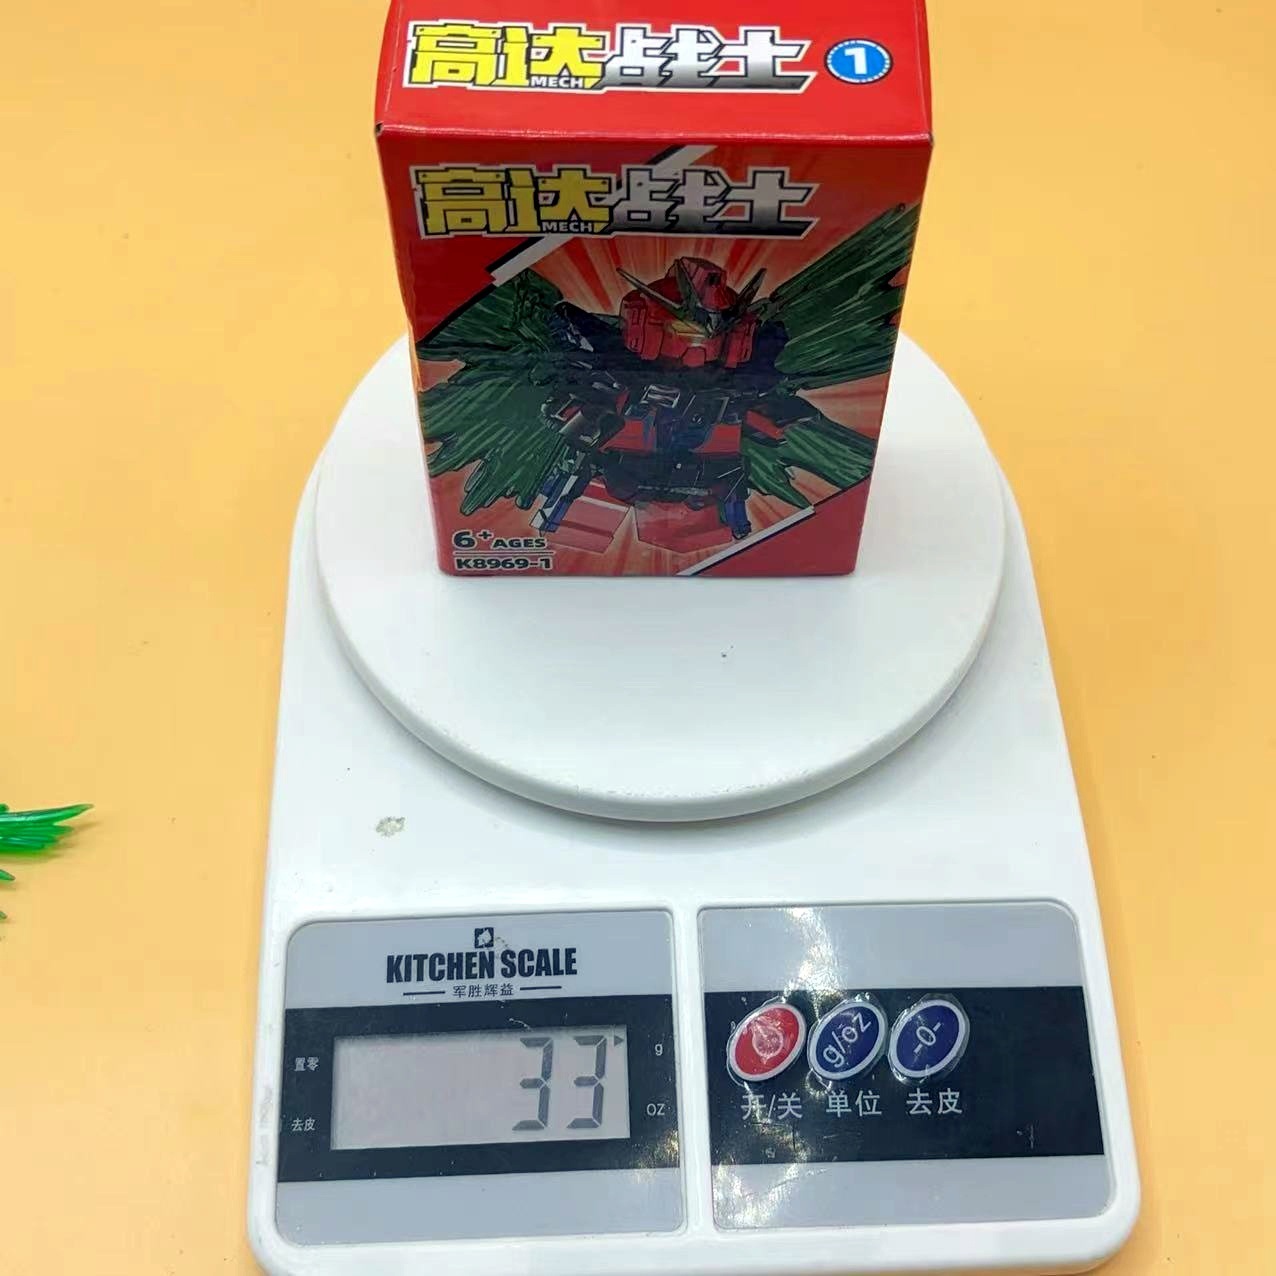 高达战士 1
MECH
高达战士
MECH
6+ AGES
K8969-1
KITCHEN SCALE
军胜辉益
置零
33
g
去皮
OZ
g/oz
-0-
开/关 单位 去皮